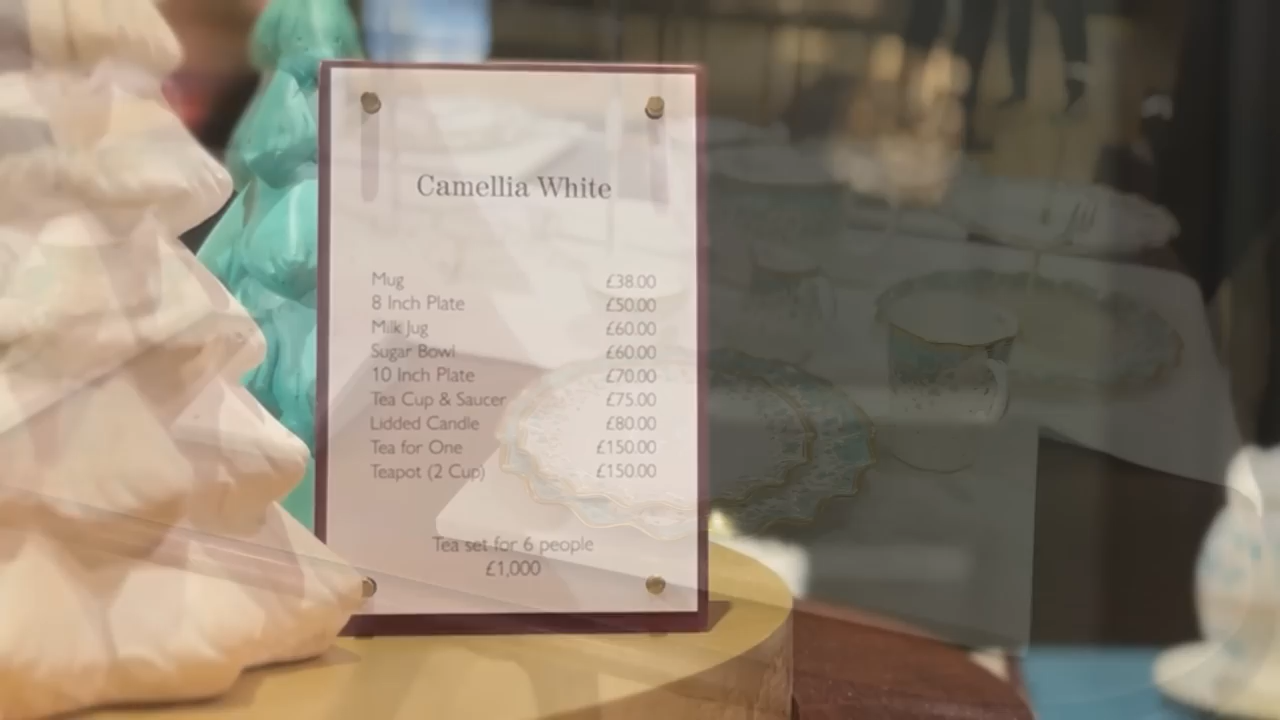 Camellia White
Mug £38.00
8 Inch Plate £50.00
Milk Jug £60.00
Sugar Bowl £60.00
10 Inch Plate £70.00
Tea Cup & Saucer £75.00
Lidded Candle £80.00
Tea for One £150.00
Teapot (2 Cup) £150.00
Tea set for 6 people
£1,000